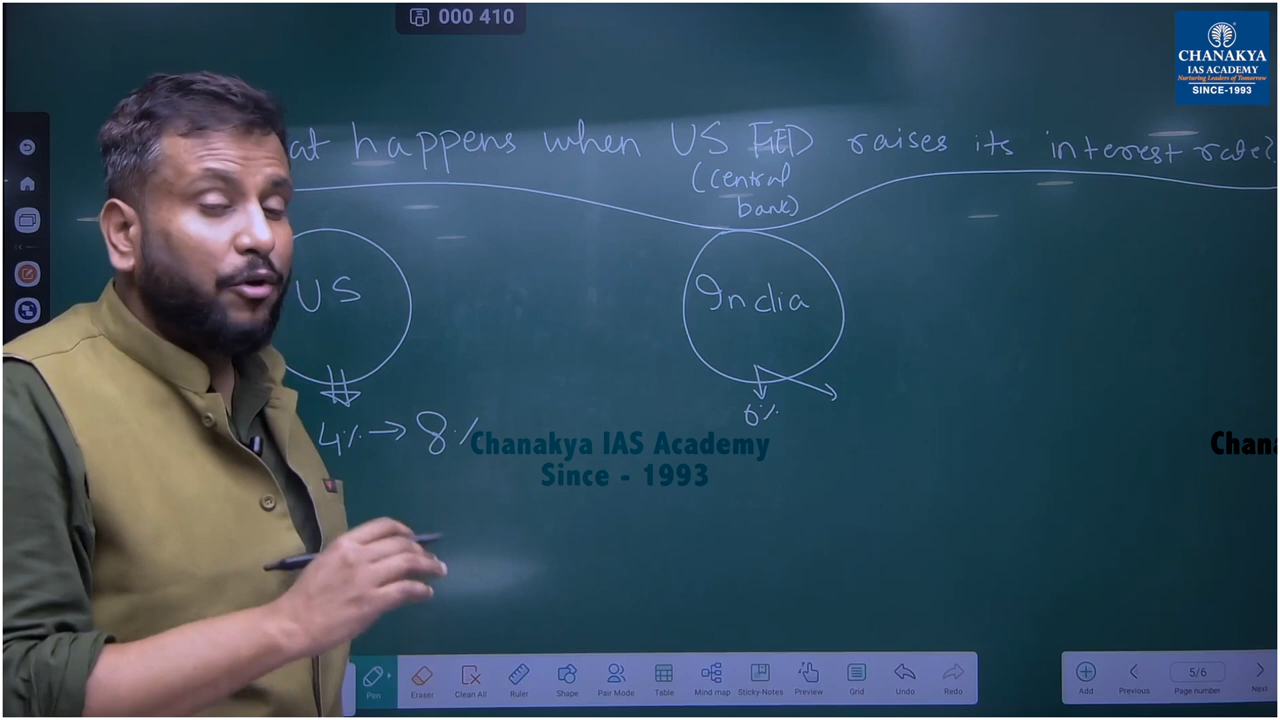 000 410
CHANAKYA
IAS ACADEMY
Nurturing Leaders of Tomorrow
SINCE-1993
at happens when US FED raises its interest rate?
(central
bank)
US
India
4% → 8%
6%
Chanakya IAS Academy
Since - 1993
Chana
Pen
Eraser
Clean All
Ruler
Shape
Pair Mode
Table
Mind map
Sticky-Notes
Preview
Grid
Undo
Redo
Add
Previous
5/6
Page number
Next